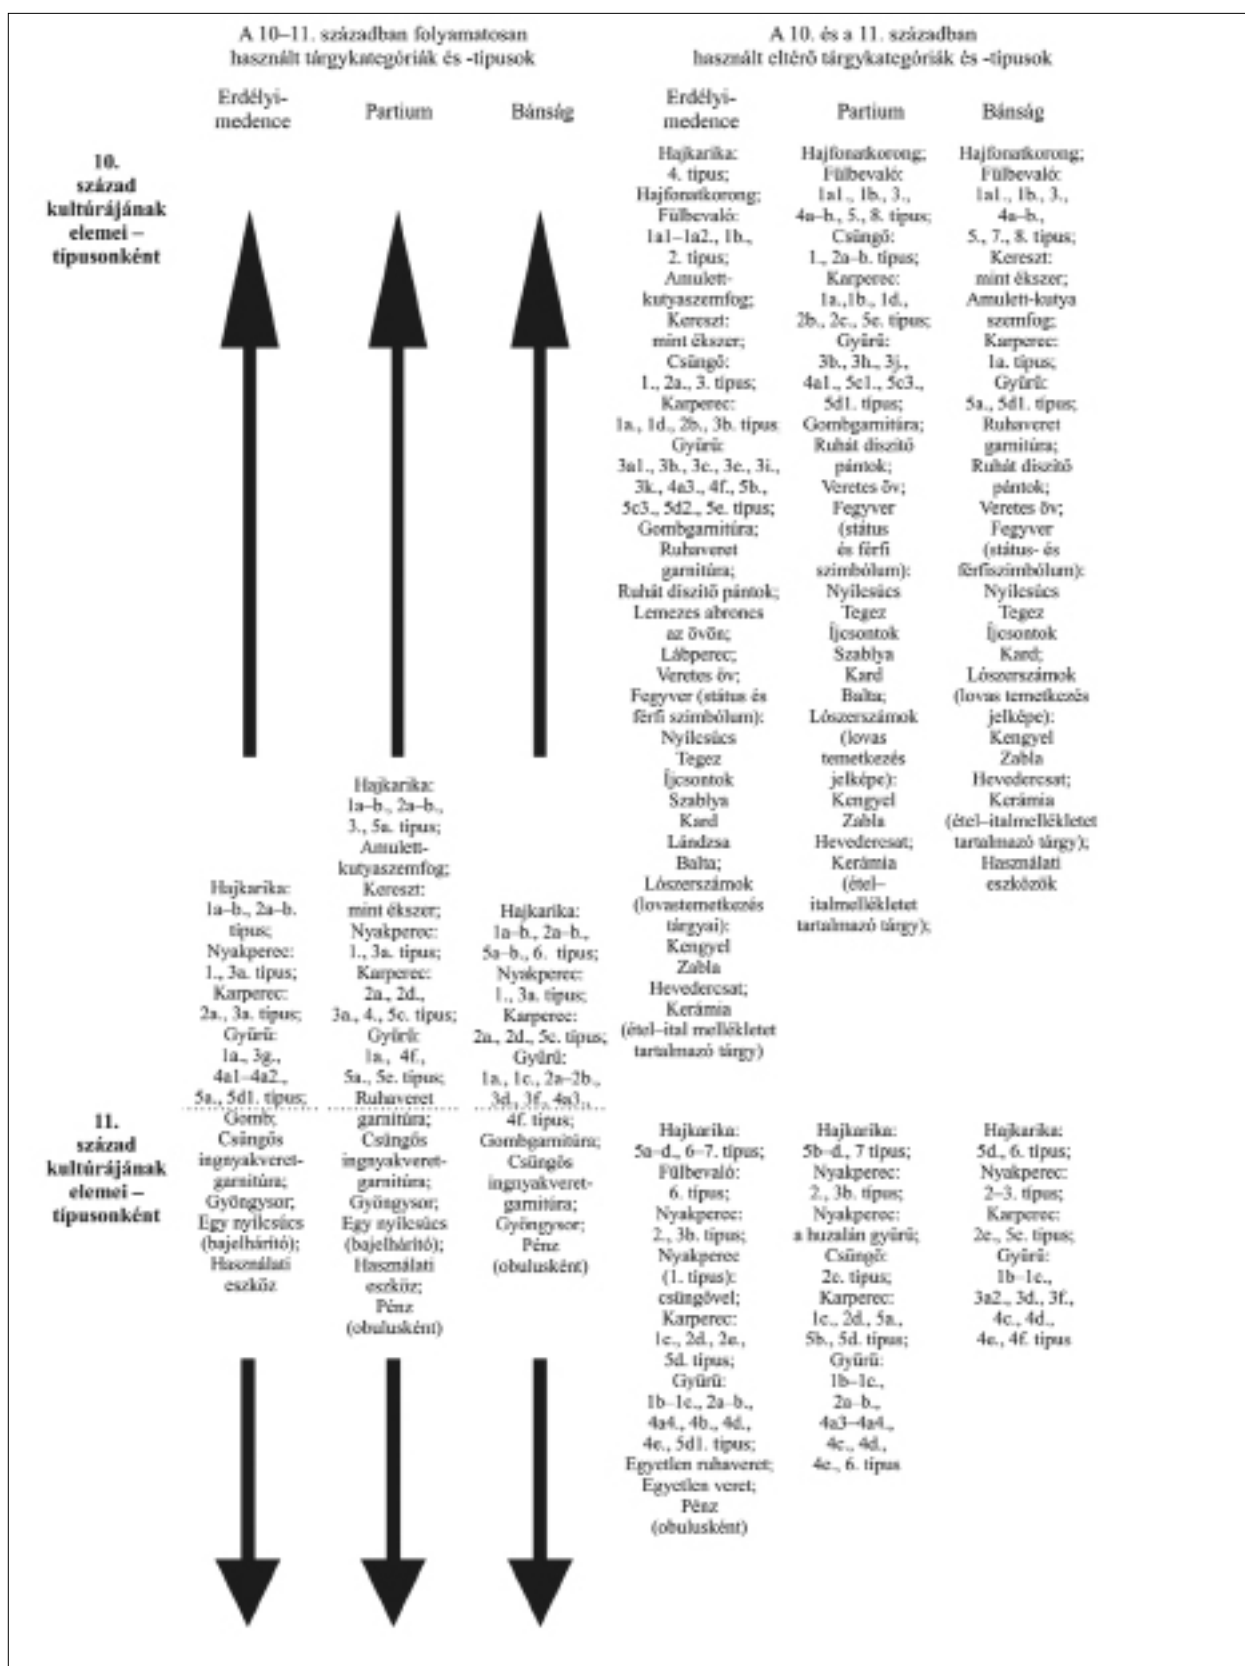 A 10–11. században folyamatosan
használt tárgykategóriák és -típusok
Erdélyi-
medence
Partium
Bánság
A 10. és a 11. században
használt eltérő tárgykategóriák és -típusok
Erdélyi-
medence
Partium
Bánság
10.
század
kultúrájának
elemei –
típusonként
11.
század
kultúrájának
elemei –
típusonként
Hajkarika:
1a–b., 2a–b.
típus;
Nyakperec:
1., 3a. típus;
Karperec:
2a., 3a. típus;
Gyűrű:
1a., 3g.,
4a1–4a2.,
5a., 5d1. típus;
Gomb;
Csüngős
ingnyakveret-
garnitúra;
Gyöngysor;
Egy nyílcsúcs
(bajelhárító);
Használati
eszköz
Hajkarika:
1a–b., 2a–b.,
3., 5a. típus;
Amulett-
kutyaszemfog;
Kereszt:
mint ékszer;
Nyakperec:
1., 3a. típus;
Karperec:
2a., 2d.,
3a., 4., 5c. típus;
Gyűrű:
1a., 4f.,
5a., 5e. típus;
Ruhaveret
garnitúra;
Csüngős
ingnyakveret-
garnitúra;
Gyöngysor;
Egy nyílcsúcs
(bajelhárító);
Használati
eszköz;
Pénz
(obulusként)
Hajkarika:
1a–b., 2a–b.,
5a–b., 6. típus;
Nyakperec:
1., 3a. típus;
Karperec:
2a., 2d., 5c. típus;
Gyűrű:
1a., 1c., 2a–2b.,
3d., 3f., 4a3.,
4f. típus;
Gombgarnitúra;
Csüngős
ingnyakveret-
garnitúra;
Gyöngysor;
Pénz
(obulusként)
Hajkarika:
4. típus;
Hajfonatkorong;
Fülbevaló:
1a1–1a2., 1b.,
2. típus;
Amulett-
kutyaszemfog;
Kereszt:
mint ékszer;
Csüngő:
1., 2a., 3. típus;
Karperec:
1a., 1d., 2b., 3b. típus
Gyűrű:
3a1., 3b., 3c., 3e., 3i.,
3k., 4a3., 4f., 5b.,
5c3., 5d2., 5e. típus;
Gombgarnitúra;
Ruhaveret
garnitúra;
Ruhát díszítő pántok;
Lemezes abroncs
az övön;
Lábperec;
Veretes öv;
Fegyver (státus és
férfi szimbólum):
Nyílcsúcs
Tegez
Íjcsontok
Szablya
Kard
Lándzsa
Balta;
Lószerszámok
(lovastemetkezés
tárgyai):
Kengyel
Zabla
Hevedercsat;
Kerámia
(étel–ital mellékletet
tartalmazó tárgy)
Hajfonatkorong;
Fülbevaló:
1a1., 1b., 3.,
4a–b., 5., 8. típus;
Csüngő:
1., 2a–b. típus;
Karperec:
1a.,1b., 1d.,
2b., 2c., 5e. típus;
Gyűrű:
3b., 3h., 3j.,
4a1., 5c1., 5c3.,
5d1. típus;
Gombgarnitúra;
Ruhát díszítő
pántok;
Veretes öv;
Fegyver
(státus
és férfi
szimbólum):
Nyílcsúcs
Tegez
Íjcsontok
Szablya
Kard
Balta;
Lószerszámok
(lovas
temetkezés
jelképe):
Kengyel
Zabla
Hevedercsat;
Kerámia
(étel–
italmellékletet
tartalmazó tárgy);
Hajfonatkorong;
Fülbevaló:
1a1., 1b., 3.,
4a–b.,
5., 7., 8. típus;
Kereszt:
mint ékszer;
Amulett-kutya
szemfog;
Karperec:
1a. típus;
Gyűrű:
5a., 5d1. típus;
Ruhaveret
garnitúra;
Ruhát díszítő
pántok;
Veretes öv;
Fegyver
(státus- és
férfiszimbólum):
Nyílcsúcs
Tegez
Íjcsontok
Kard;
Lószerszámok
(lovas temetkezés
jelképe):
Kengyel
Zabla
Hevedercsat;
Kerámia
(étel–italmellékletet
tartalmazó tárgy);
Használati
eszközök
Hajkarika:
5a–d., 6–7. típus;
Fülbevaló:
6. típus;
Nyakperec:
2., 3b. típus;
Nyakperec
(1. típus):
csüngővel;
Karperec:
1c., 2d., 2e.,
5d. típus;
Gyűrű:
1b–1c., 2a–b.,
4a4., 4b., 4d.,
4e., 5d1. típus;
Egyetlen ruhaveret;
Egyetlen veret;
Pénz
(obulusként)
Hajkarika:
5b–d., 7 típus;
Nyakperec:
2., 3b. típus;
Nyakperec:
a huzalán gyűrű;
Csüngő:
2c. típus;
Karperec:
1c., 2d., 5a.,
5b., 5d. típus;
Gyűrű:
1b–1c.,
2a–b.,
4a3–4a4.,
4c., 4d.,
4e., 6. típus
Hajkarika:
5d., 6. típus;
Nyakperec:
2–3. típus;
Karperec:
2e., 5e. típus;
Gyűrű:
1b–1c.,
3a2., 3d., 3f.,
4c., 4d.,
4e., 4f. típus